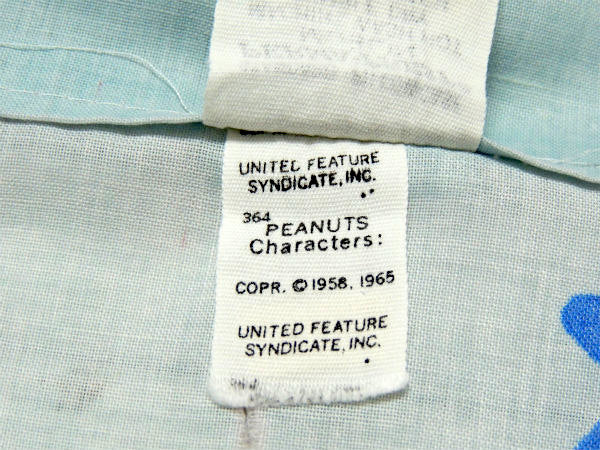 UNITED FEATURE
SYNDICATE, INC.
364
PEANUTS
Characters:
COPR. © 1958, 1965
UNITED FEATURE
SYNDICATE, INC.